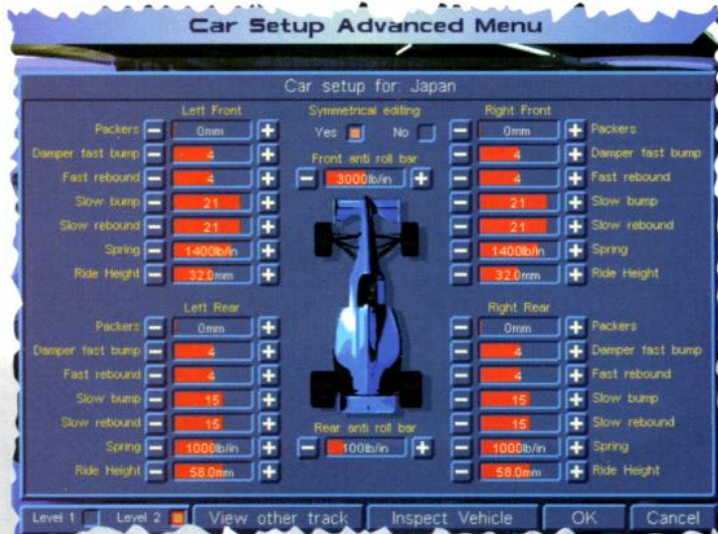 Car Setup Advanced Menu
Car setup for: Japan
Left Front
Packers 0mm
Damper fast bump 4
Fast rebound 4
Slow bump 21
Slow rebound 21
Spring 1400lb/in
Ride Height 32.0mm
Symmetrical editing
Yes No
Front anti roll bar
3000lb/in
Right Front
0mm Packers
4 Damper fast bump
4 Fast rebound
21 Slow bump
21 Slow rebound
1400lb/in Spring
32.0mm Ride Height
Left Rear
Packers 0mm
Damper fast bump 4
Fast rebound 4
Slow bump 15
Slow rebound 15
Spring 1000lb/in
Ride Height 58.0mm
Rear anti roll bar
100lb/in
Right Rear
0mm Packers
4 Damper fast bump
4 Fast rebound
15 Slow bump
15 Slow rebound
1000lb/in Spring
58.0mm Ride Height
Level 1 Level 2 View other track Inspect Vehicle OK Cancel